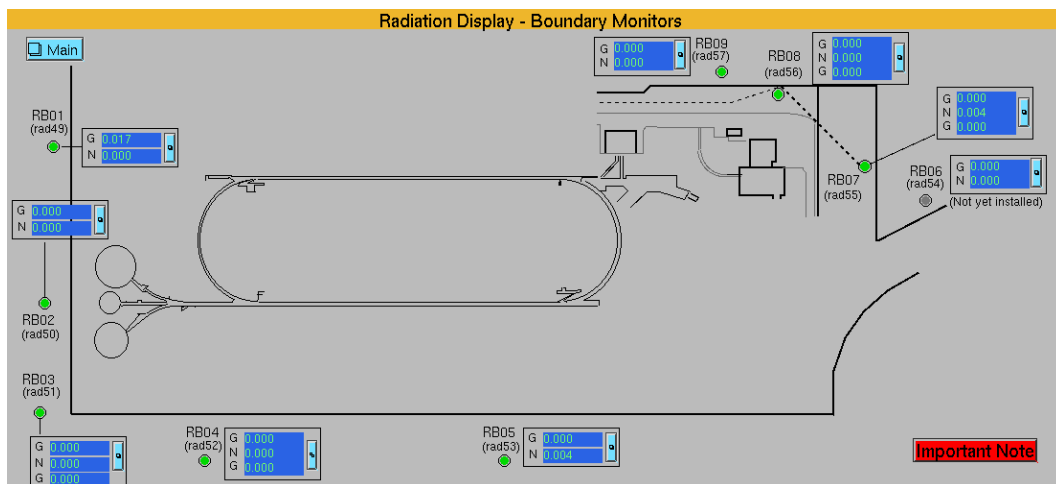 Radiation Display - Boundary Monitors
Main
RB01
(rad49)
G 0.017
N 0.000
G 0.000
N 0.000
RB02
(rad50)
RB03
(rad51)
G 0.000
N 0.000
G 0.000
RB04
(rad52)
G 0.000
N 0.000
G 0.000
RB05
(rad53)
G 0.000
N 0.004
G 0.000
N 0.000
RB09
(rad57)
RB08
(rad56)
G 0.000
N 0.000
G 0.000
G 0.000
N 0.004
G 0.000
RB07
(rad55)
RB06
(rad54)
G 0.000
N 0.000
(Not yet installed)
Important Note